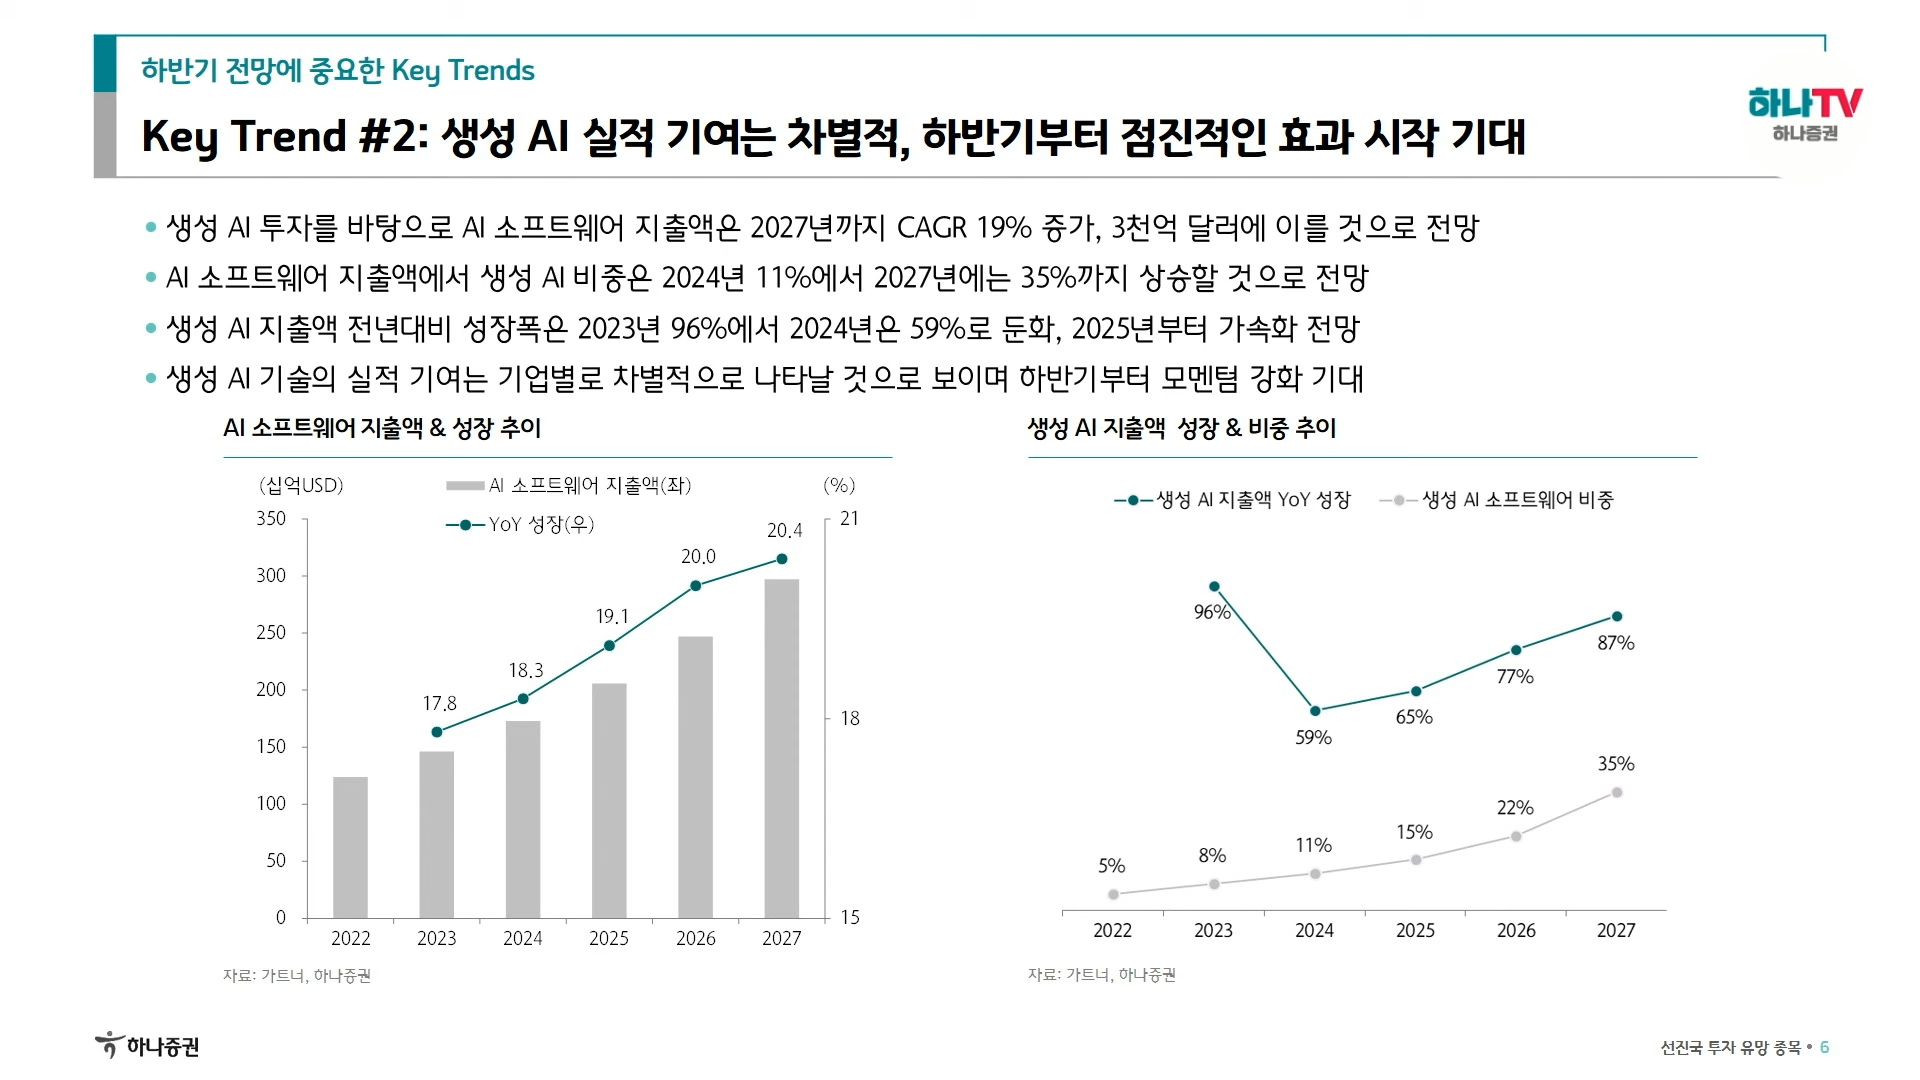 하반기 전망에 중요한 Key Trends
하나TV
하나증권
Key Trend #2: 생성 AI 실적 기여는 차별적, 하반기부터 점진적인 효과 시작 기대
• 생성 AI 투자를 바탕으로 AI 소프트웨어 지출액은 2027년까지 CAGR 19% 증가, 3천억 달러에 이를 것으로 전망
• AI 소프트웨어 지출액에서 생성 AI 비중은 2024년 11%에서 2027년에는 35%까지 상승할 것으로 전망
• 생성 AI 지출액 전년대비 성장폭은 2023년 96%에서 2024년은 59%로 둔화, 2025년부터 가속화 전망
• 생성 AI 기술의 실적 기여는 기업별로 차별적으로 나타날 것으로 보이며 하반기부터 모멘텀 강화 기대
AI 소프트웨어 지출액 & 성장 추이
(십억USD)
AI 소프트웨어 지출액(좌)
(%)
YoY 성장(우)
350
300
250
200
150
100
50
0
21
18
15
17.8
18.3
19.1
20.0
20.4
2022 2023 2024 2025 2026 2027
자료: 가트너, 하나증권
생성 AI 지출액 성장 & 비중 추이
생성 AI 지출액 YoY 성장
생성 AI 소프트웨어 비중
96%
59%
65%
77%
87%
5%
8%
11%
15%
22%
35%
2022 2023 2024 2025 2026 2027
자료: 가트너, 하나증권
하나증권
선진국 투자 유망 종목 • 6